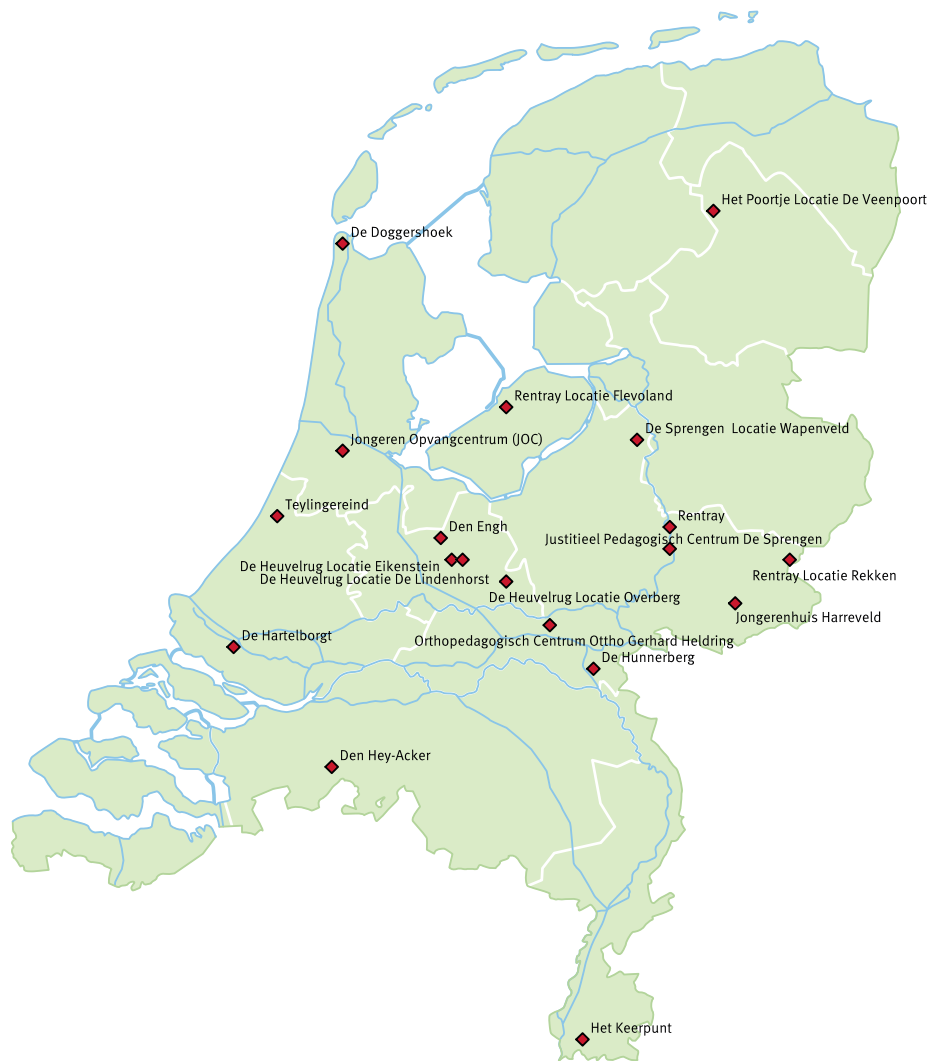 Het Poortje Locatie De Veenpoort
De Doggershoek
Rentray Locatie Flevoland
De Sprengen Locatie Wapenveld
Jongeren Opvangcentrum (JOC)
Teylingereind
Rentray
Den Engh
Justitieel Pedagogisch Centrum De Sprengen
De Heuvelrug Locatie Eikenstein
Rentray Locatie Rekken
De Heuvelrug Locatie De Lindenhorst
De Heuvelrug Locatie Overberg
Jongerenhuis Harreveld
De Hartelborgt
Orthopedagogisch Centrum Ottho Gerhard Heldring
De Hunnerberg
Den Hey-Acker
Het Keerpunt